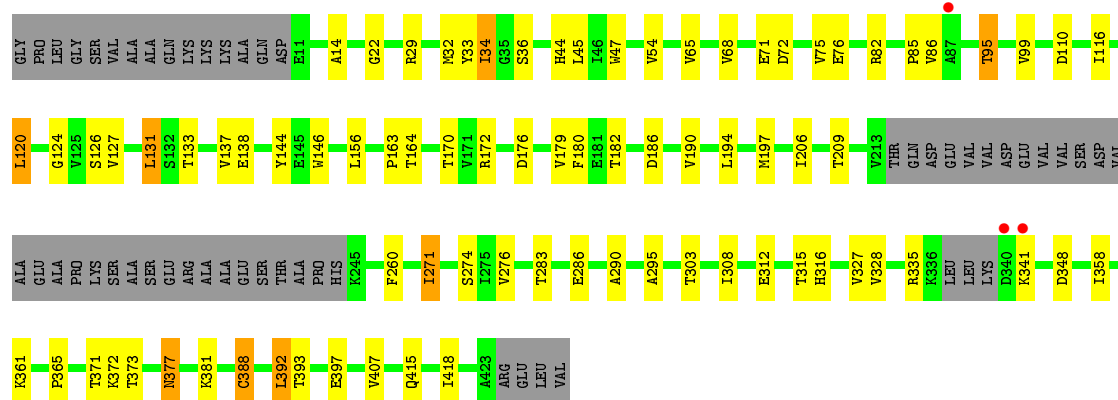 GLY PRO LEU GLY SER VAL ALA ALA GLN LYS LYS LYS ALA GLN ASP E11 A14 G22 R29 M32 Y33 I34 G35 S36 H44 L45 I46 W47 V54 V65 V68 E71 D72 V75 E76 R82 P85 V86 A87 T95 V99 D110 I116
L120 G124 V125 S126 V127 L131 S132 T133 V137 E138 Y144 E145 W146 L156 P163 T164 T170 V171 R172 D176 V179 F180 E181 T182 D186 V190 L194 M197 I206 T209 V213 THR GLN ASP GLU VAL VAL ASP GLU VAL VAL SER ASP VAL
ALA GLU ALA PRO LYS SER ALA SER GLU ARG ALA ALA GLU SER THR ALA PRO HIS K245 F260 I271 S274 I275 V276 T283 E286 A290 A295 T303 I308 E312 T315 H316 V327 V328 R335 K336 LEU LEU LYS D340 K341 D348 I358
K361 P365 T371 K372 T373 N377 K381 C388 L392 T393 E397 V407 Q415 I418 A423 ARG GLU LEU VAL